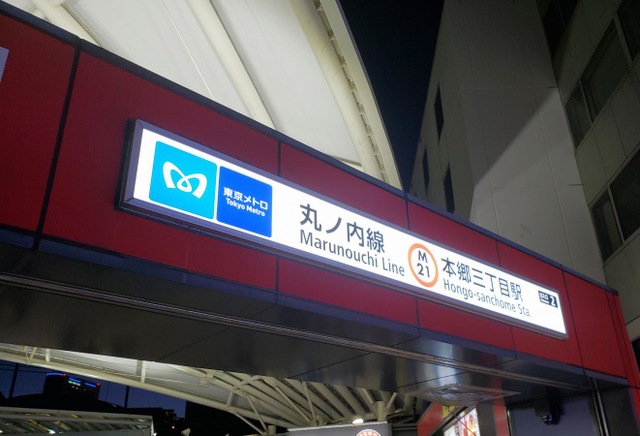 東京メトロ
Tokyo Metro
丸ノ内線
Marunouchi Line
M
21
本郷三丁目駅
Hongo-sanchome Sta.
2